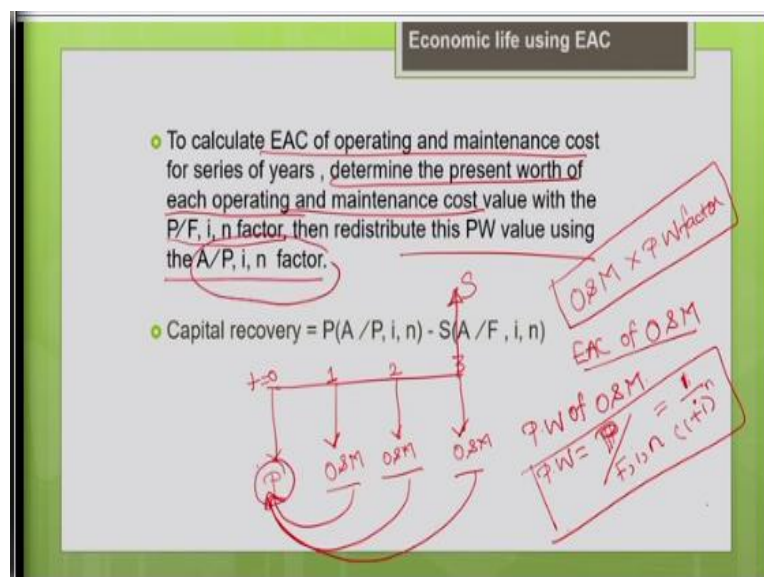 Economic life using EAC
To calculate EAC of operating and maintenance cost
for series of years , determine the present worth of
each operating and maintenance cost value with the
P/F, i, n factor, then redistribute this PW value using
the A/P, i, n factor.
O&M x PW factor
S
Capital recovery = P(A /P, i, n) - S(A /F , i, n)
EAC of O&M
t=0 1 2 3
P.W of O&M.
P O&M O&M O&M
P.W = P/F,i,n = 1/(1+i)^n